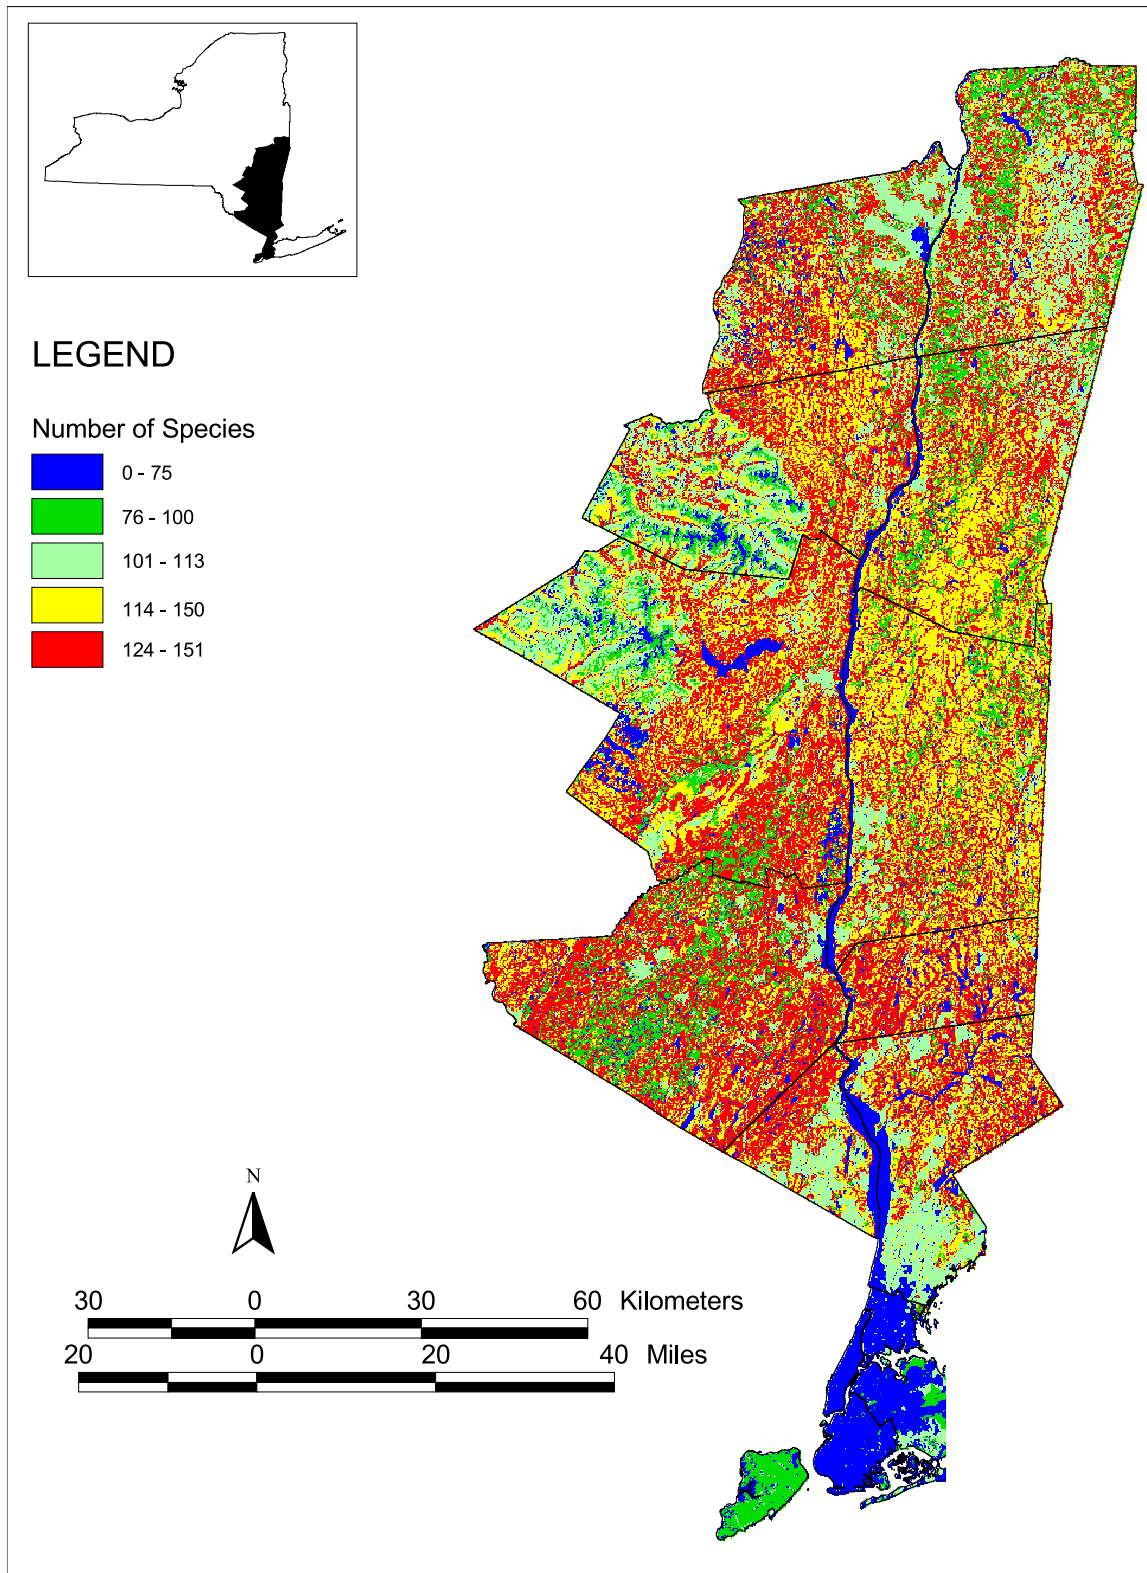 LEGEND
Number of Species
0 - 75
76 - 100
101 - 113
114 - 150
124 - 151
N
30 0 30 60 Kilometers
20 0 20 40 Miles